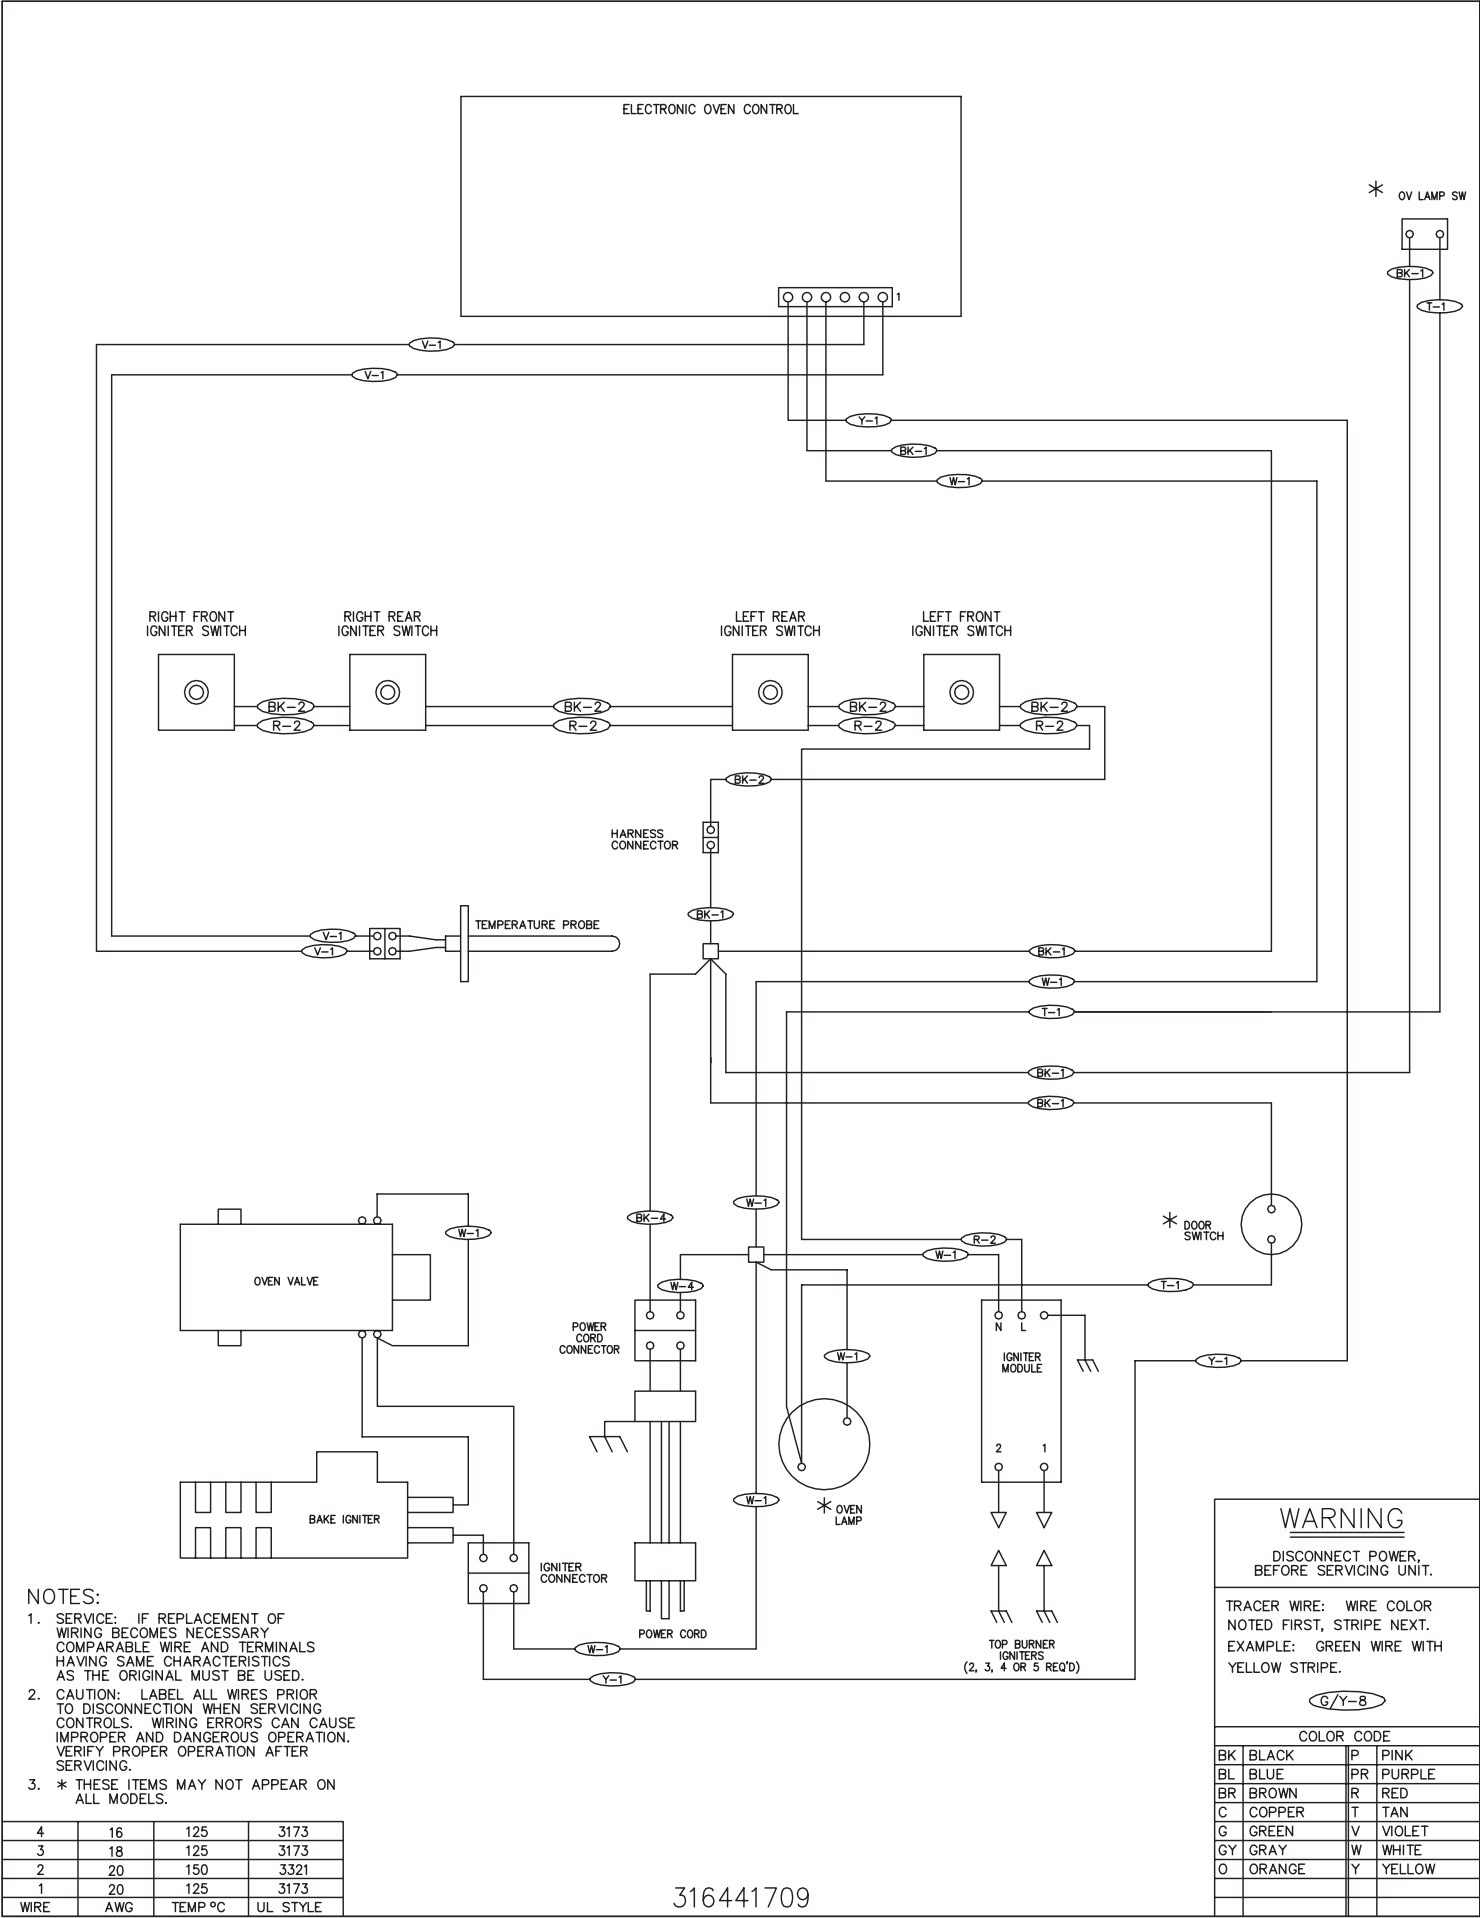 ELECTRONIC OVEN CONTROL
1
* OV LAMP SW
BK-1
T-1
V-1
V-1
Y-1
BK-1
W-1
RIGHT FRONT
IGNITER SWITCH
RIGHT REAR
IGNITER SWITCH
LEFT REAR
IGNITER SWITCH
LEFT FRONT
IGNITER SWITCH
BK-2
BK-2
BK-2
BK-2
R-2
R-2
R-2
R-2
BK-2
HARNESS
CONNECTOR
BK-1
TEMPERATURE PROBE
V-1
V-1
BK-1
W-1
T-1
BK-1
BK-1
W-1
BK-4
W-1
* DOOR
SWITCH
OVEN VALVE
R-2
W-1
W-4
T-1
POWER
CORD
CONNECTOR
N L
IGNITER
MODULE
W-1
Y-1
2 1
W-1
* OVEN
LAMP
BAKE IGNITER
IGNITER
CONNECTOR
POWER CORD
W-1
Y-1
TOP BURNER
IGNITERS
(2, 3, 4 OR 5 REQ'D)
NOTES:
1. SERVICE: IF REPLACEMENT OF
WIRING BECOMES NECESSARY
COMPARABLE WIRE AND TERMINALS
HAVING SAME CHARACTERISTICS
AS THE ORIGINAL MUST BE USED.
2. CAUTION: LABEL ALL WIRES PRIOR
TO DISCONNECTION WHEN SERVICING
CONTROLS. WIRING ERRORS CAN CAUSE
IMPROPER AND DANGEROUS OPERATION.
VERIFY PROPER OPERATION AFTER
SERVICING.
3. * THESE ITEMS MAY NOT APPEAR ON
ALL MODELS.
4 16 125 3173
3 18 125 3173
2 20 150 3321
1 20 125 3173
WIRE AWG TEMP °C UL STYLE
316441709
WARNING
DISCONNECT POWER,
BEFORE SERVICING UNIT.
TRACER WIRE: WIRE COLOR
NOTED FIRST, STRIPE NEXT.
EXAMPLE: GREEN WIRE WITH
YELLOW STRIPE.
G/Y-8
COLOR CODE
BK BLACK P PINK
BL BLUE PR PURPLE
BR BROWN R RED
C COPPER T TAN
G GREEN V VIOLET
GY GRAY W WHITE
O ORANGE Y YELLOW